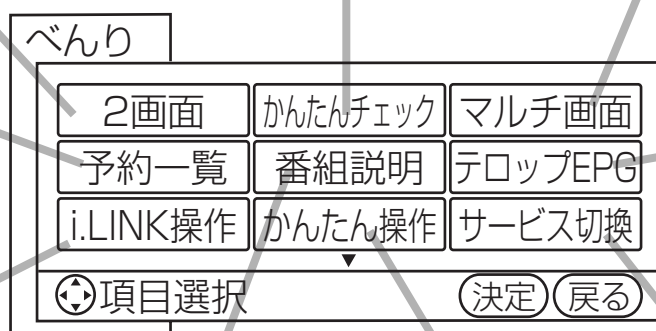 べんり
2画面 かんたんチェック マルチ画面
予約一覧 番組説明 テロップEPG
i.LINK操作 かんたん操作 サービス切換
項目選択 決定 戻る